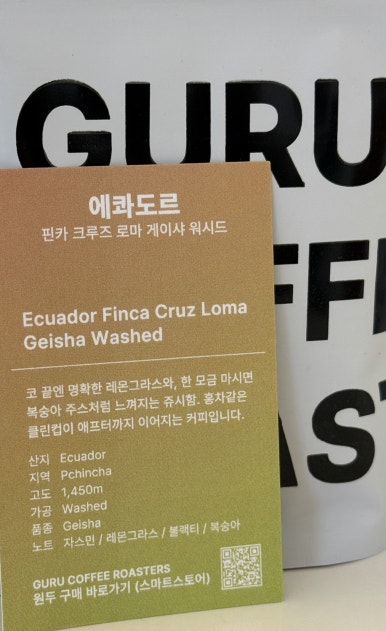 GURU
COFFE
ROAST
에콰도르
핀카 크루즈 로마 게이샤 워시드
Ecuador Finca Cruz Loma
Geisha Washed
코 끝엔 명확한 레몬그라스와, 한 모금 마시면
복숭아 주스처럼 느껴지는 쥬시함. 홍차같은
클린컵이 애프터까지 이어지는 커피입니다.
산지 Ecuador
지역 Pchincha
고도 1,450m
가공 Washed
품종 Geisha
노트 자스민 / 레몬그라스 / 블랙티 / 복숭아
GURU COFFEE ROASTERS
원두 구매 바로가기 (스마트스토어)